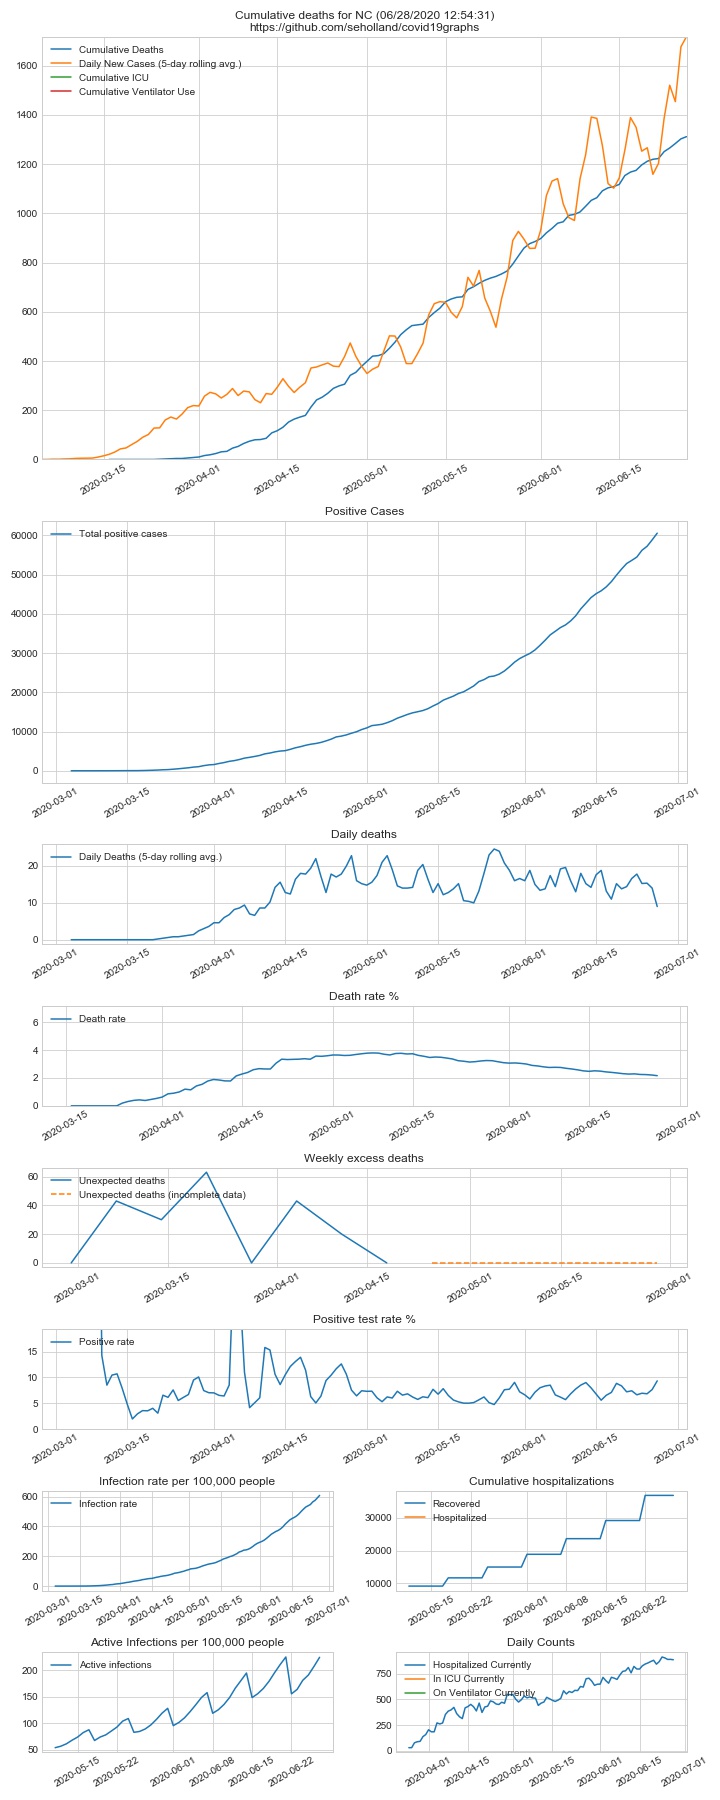 Cumulative deaths for NC (06/28/2020 12:54:31)
https://github.com/seholland/covid19graphs
Cumulative Deaths
Daily New Cases (5-day rolling avg.)
Cumulative ICU
Cumulative Ventilator Use
1600
1400
1200
1000
800
600
400
200
0
2020-03-15 2020-04-01 2020-04-15 2020-05-01 2020-05-15 2020-06-01 2020-06-15
Positive Cases
Total positive cases
60000
50000
40000
30000
20000
10000
0
2020-03-01 2020-03-15 2020-04-01 2020-04-15 2020-05-01 2020-05-15 2020-06-01 2020-06-15 2020-07-01
Daily deaths
Daily Deaths (5-day rolling avg.)
20
10
0
2020-03-01 2020-03-15 2020-04-01 2020-04-15 2020-05-01 2020-05-15 2020-06-01 2020-06-15 2020-07-01
Death rate %
Death rate
6
4
2
0
2020-03-15 2020-04-01 2020-04-15 2020-05-01 2020-05-15 2020-06-01 2020-06-15 2020-07-01
Weekly excess deaths
Unexpected deaths
Unexpected deaths (incomplete data)
60
40
20
0
2020-03-01 2020-03-15 2020-04-01 2020-04-15 2020-05-01 2020-05-15 2020-06-01
Positive test rate %
Positive rate
15
10
5
0
2020-03-01 2020-03-15 2020-04-01 2020-04-15 2020-05-01 2020-05-15 2020-06-01 2020-06-15 2020-07-01
Infection rate per 100,000 people
Infection rate
600
400
200
0
2020-03-01 2020-03-15 2020-04-01 2020-04-15 2020-05-01 2020-05-15 2020-06-01 2020-06-15 2020-07-01
Cumulative hospitalizations
Recovered
Hospitalized
30000
20000
10000
2020-05-15 2020-05-22 2020-06-01 2020-06-08 2020-06-15 2020-06-22
Active Infections per 100,000 people
Active infections
200
150
100
50
2020-05-15 2020-05-22 2020-06-01 2020-06-08 2020-06-15 2020-06-22
Daily Counts
Hospitalized Currently
In ICU Currently
On Ventilator Currently
750
500
250
0
2020-04-01 2020-04-15 2020-05-01 2020-05-15 2020-06-01 2020-06-15 2020-07-01